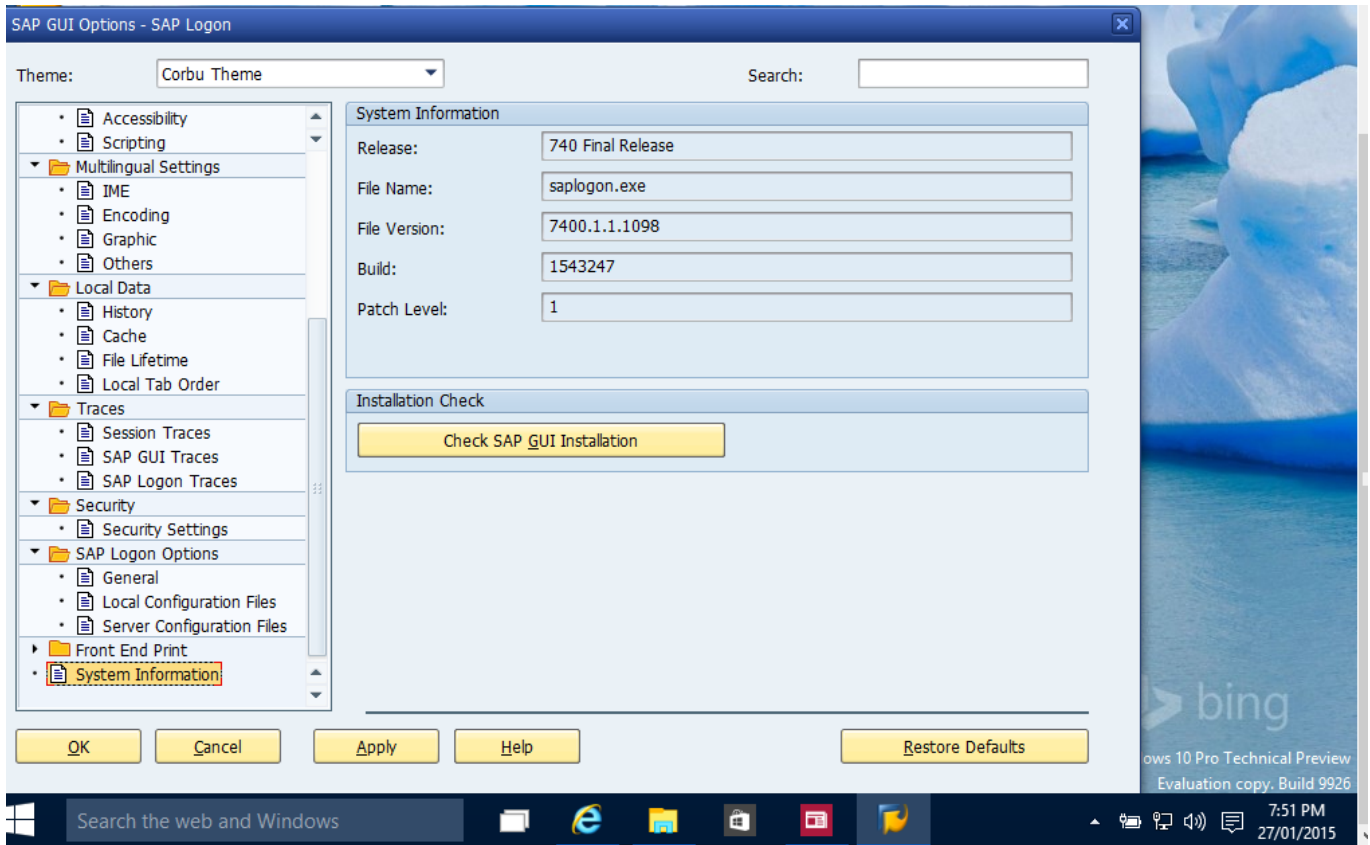 SAP GUI Options - SAP Logon
Theme:
Corbu Theme
Search:
Accessibility
Scripting
Multilingual Settings
IME
Encoding
Graphic
Others
Local Data
History
Cache
File Lifetime
Local Tab Order
Traces
Session Traces
SAP GUI Traces
SAP Logon Traces
Security
Security Settings
SAP Logon Options
General
Local Configuration Files
Server Configuration Files
Front End Print
System Information
System Information
Release: 740 Final Release
File Name: saplogon.exe
File Version: 7400.1.1.1098
Build: 1543247
Patch Level: 1
Installation Check
Check SAP GUI Installation
OK
Cancel
Apply
Help
Restore Defaults
bing
ows 10 Pro Technical Preview
Evaluation copy. Build 9926
Search the web and Windows
7:51 PM
27/01/2015